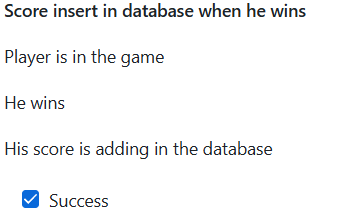 Score insert in database when he wins
Player is in the game
He wins
His score is adding in the database
Success